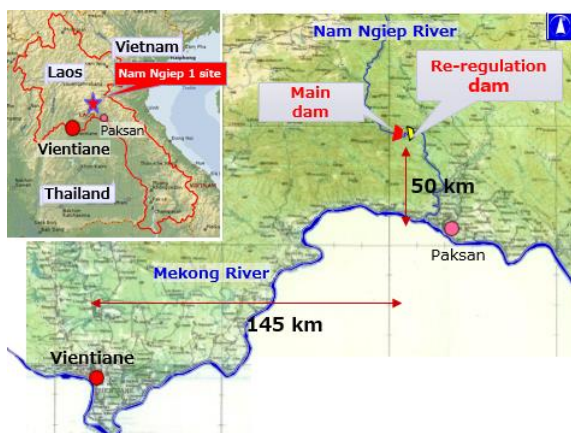 Vietnam
Laos
Nam Ngiep 1 site
Paksan
Vientiane
Thailand
Nam Ngiep River
Main
dam
Re-regulation
dam
50 km
Paksan
Mekong River
145 km
Vientiane